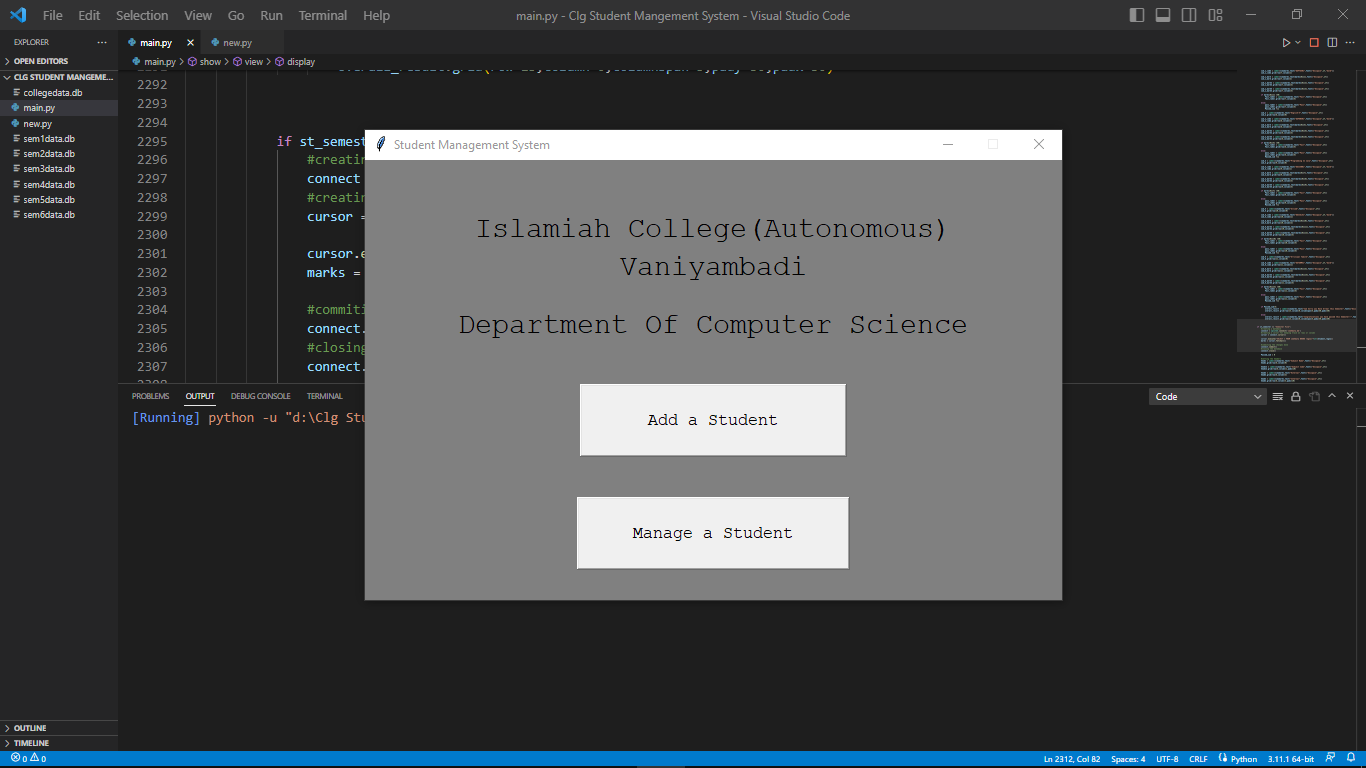 File Edit Selection View Go Run Terminal Help
main.py - Clg Student Mangement System - Visual Studio Code
EXPLORER
OPEN EDITORS
CLG STUDENT MANGEME...
collegedata.db
main.py
new.py
sem1data.db
sem2data.db
sem3data.db
sem4data.db
sem5data.db
sem6data.db
OUTLINE
TIMELINE
main.py new.py
main.py > show > view > display
2292
2293
2294
2295 if st_semest
2296 #creatin
2297 connect
2298 #creatin
2299 cursor =
2300
2301 cursor.e
2302 marks =
2303
2304 #commiti
2305 connect.
2306 #closing
2307 connect.
Student Management System
Islamiah College(Autonomous)
Vaniyambadi
Department Of Computer Science
Add a Student
Manage a Student
PROBLEMS OUTPUT DEBUG CONSOLE TERMINAL
Code
[Running] python -u "d:\Clg Stu
0 0
Ln 2312, Col 82 Spaces: 4 UTF-8 CRLF Python 3.11.1 64-bit